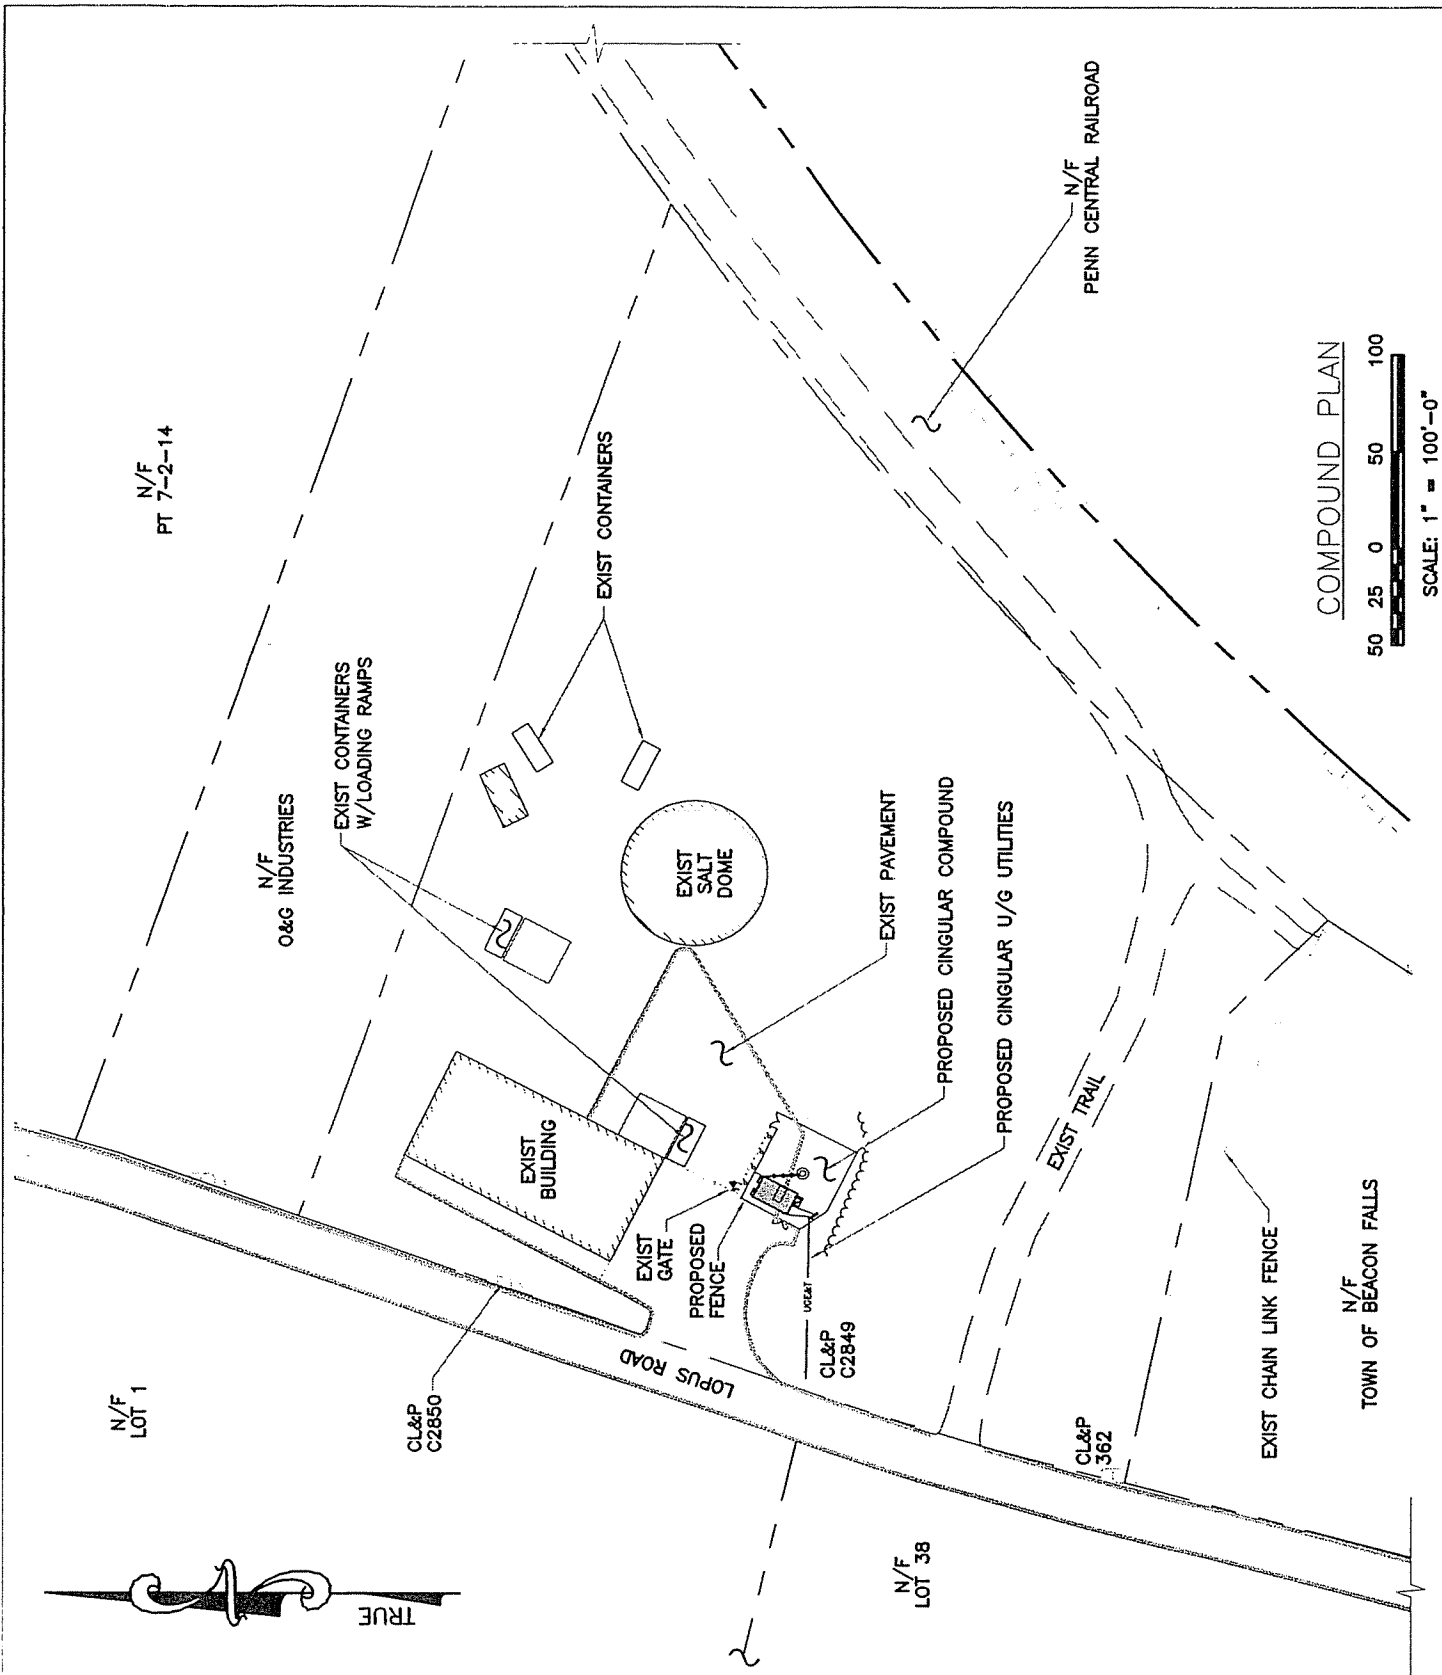 N/F
PT 7-2-14
N/F
PENN CENTRAL RAILROAD
EXIST CONTAINERS
EXIST CONTAINERS
W/LOADING RAMPS
N/F
O&G INDUSTRIES
EXIST
SALT
DOME
EXIST PAVEMENT
PROPOSED CINGULAR COMPOUND
PROPOSED CINGULAR U/G UTILITIES
EXIST
BUILDING
EXIST
GATE
PROPOSED
FENCE
UGE&T
CL&P
C2849
LOPUS ROAD
CL&P
C2850
N/F
LOT 1
EXIST TRAIL
CL&P
362
EXIST CHAIN LINK FENCE
N/F
TOWN OF BEACON FALLS
N/F
LOT 38
TRUE
COMPOUND PLAN
50 25 0 50 100
SCALE: 1" = 100'-0"